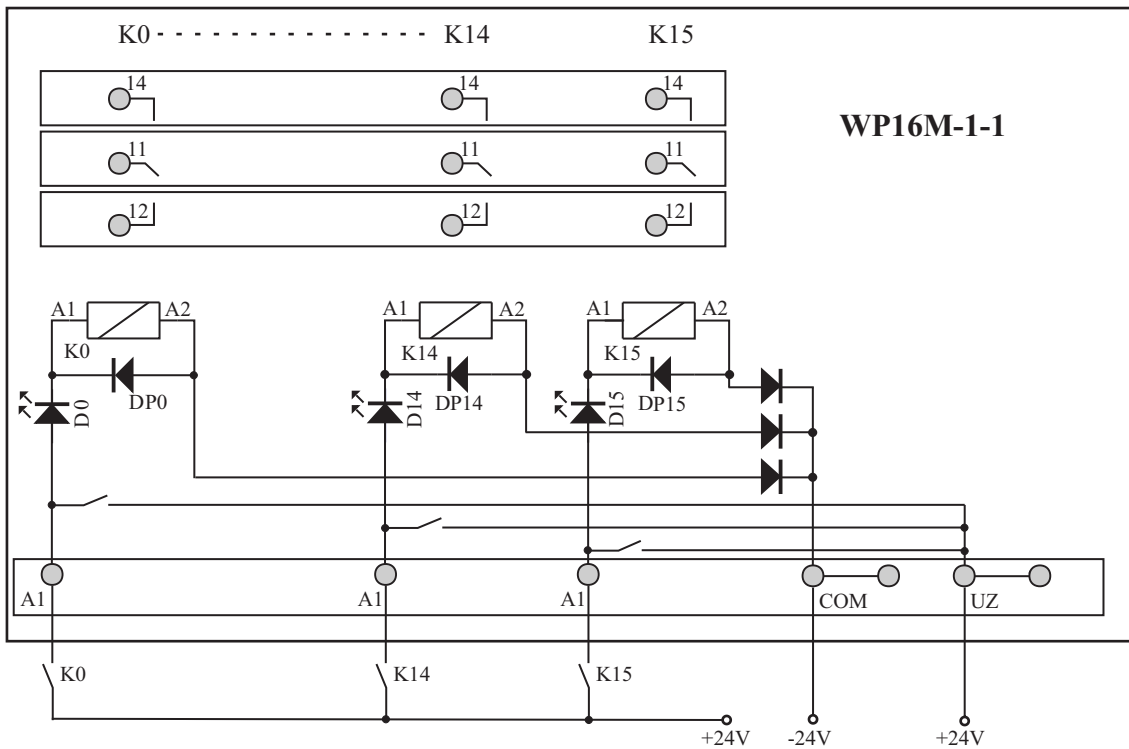 K0 - - - - - - - - - - - - - - - - - - K14 K15
14 14 14
WP16M-1-1
11 11 11
12 12 12
A1 A2 A1 A2 A1 A2
K0 K14 K15
DP0 DP14 DP15
D0 D14 D15
A1 A1 A1 COM UZ
K0 K14 K15
+24V -24V +24V